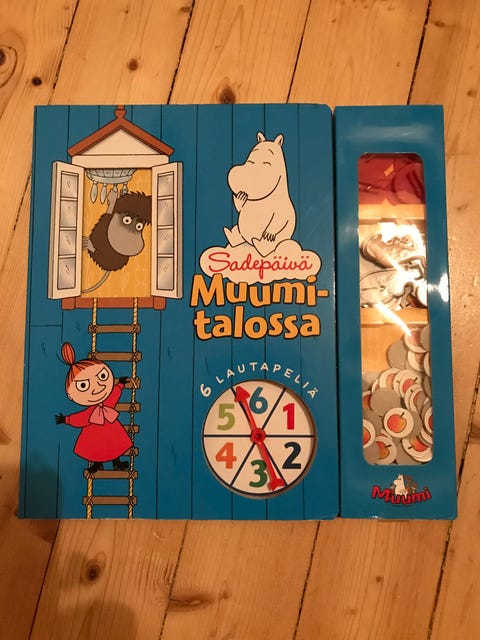 Sadepäivä
Muumi-
talossa
6 LAUTAPELIÄ
5 6 1
4 3 2
Muumi